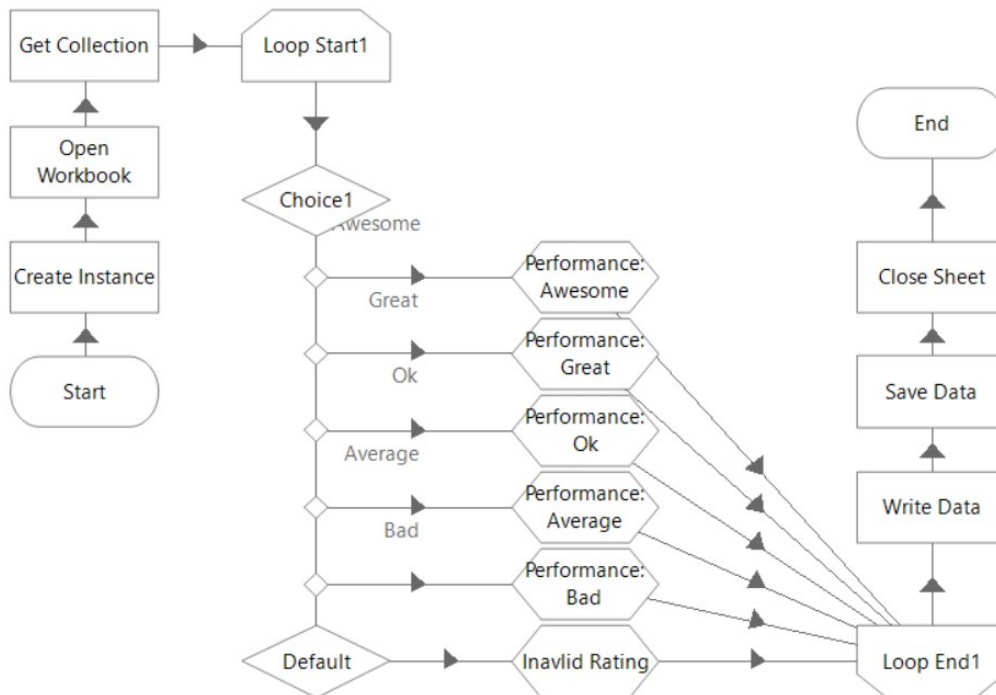 Get Collection
Loop Start1
End
Open
Workbook
Choice1
Awesome
Create Instance
Performance:
Awesome
Close Sheet
Great
Performance:
Great
Start
Ok
Save Data
Performance:
Ok
Average
Performance:
Average
Write Data
Bad
Performance:
Bad
Default
Inavlid Rating
Loop End1